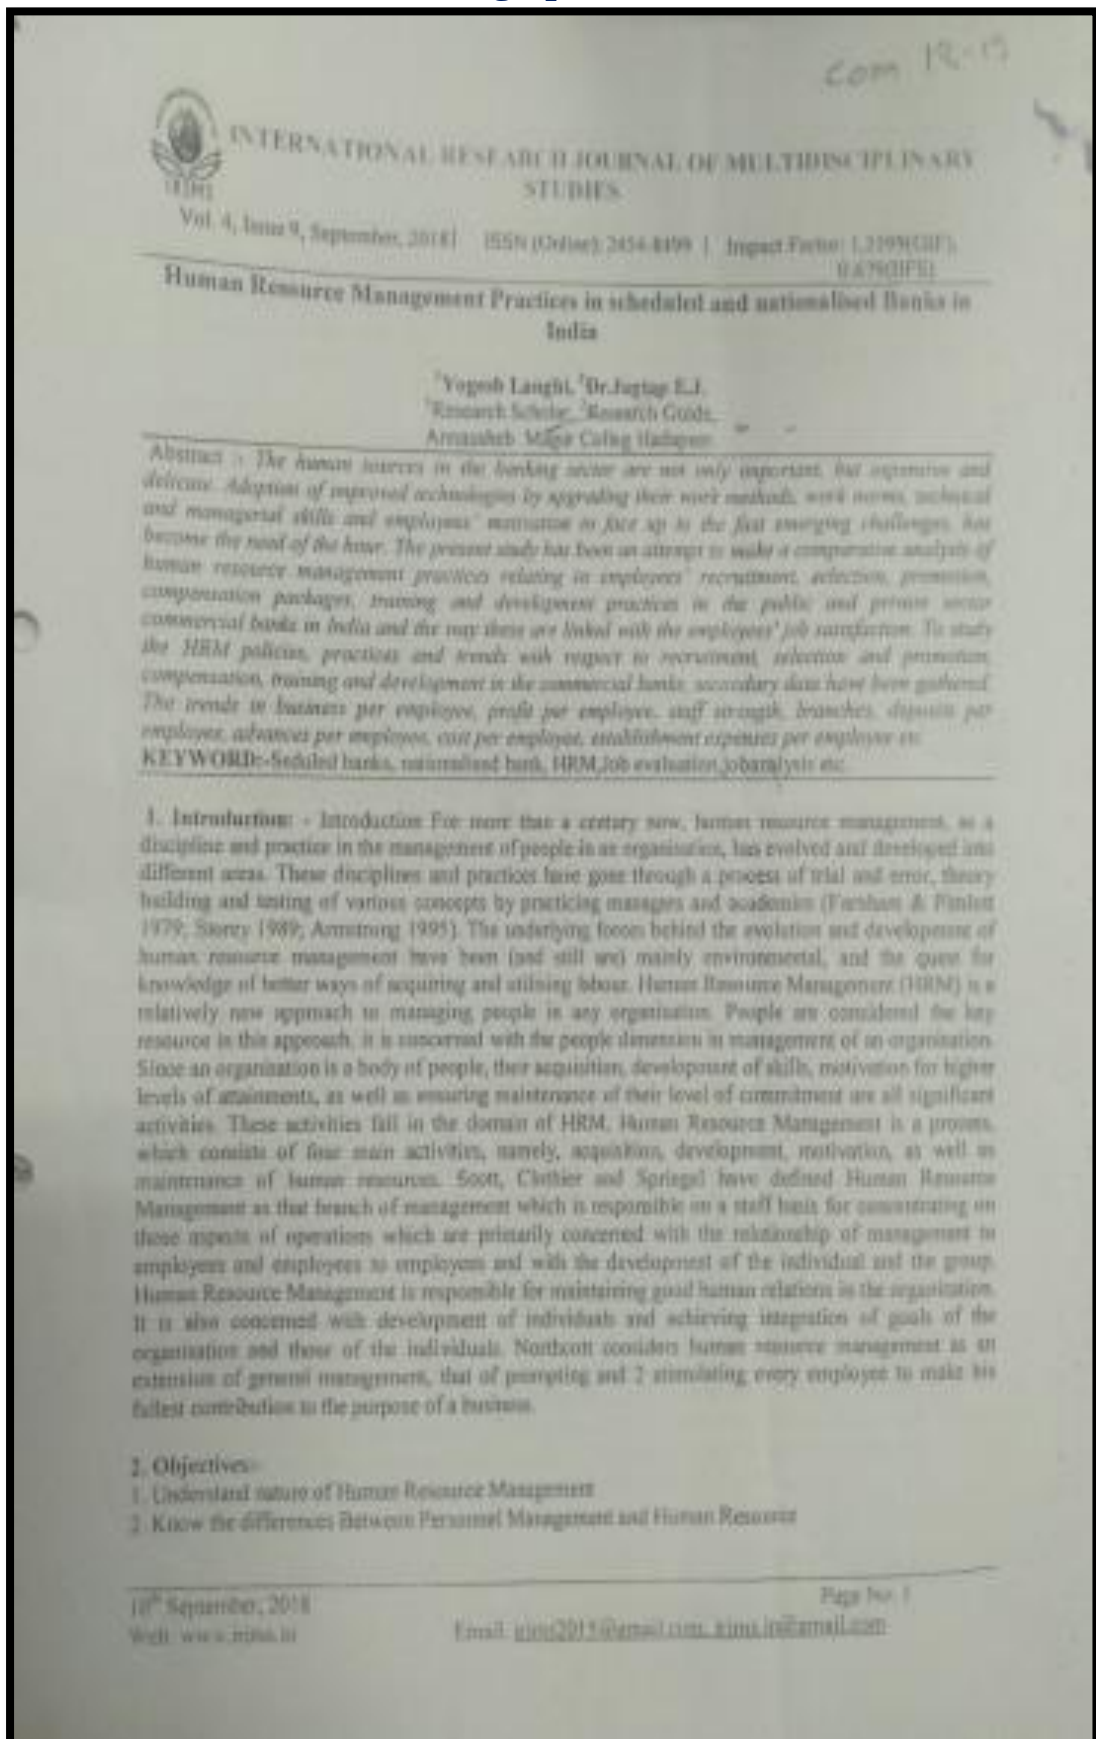 Com
INTERNATIONAL RESEARCH JOURNAL OF MULTIDISCIPLINARY
STUDIES
Vol. 4, Issue 9, September, 2018| ISSN (Online): 2454-8499 | Impact Factor:
Human Resource Management Practices in scheduled and nationalised Banks in
India
Yogesh Langhi, Dr.Jagtap E.J.
Research Scholar, Research Guide,
Annasaheb Magar Hadapsar
Abstract :- The human sources in the banking sector are not only important, but expensive and
delicate. Adoption of improved technologies by upgrading their work methods, work norms, technical
and managerial skills and employees' motivation to face up to the fast emerging challenges, has
become the need of the hour. The present study has been an attempt to make a comparative analysis of
human resource management practices relating in employees' recruitment, selection, promotion,
compensation packages, training and development practices in the public and private sector
commercial banks in India and the way these are linked with the employees' job satisfaction. To study
the HRM policies, practices and trends with respect to recruitment, selection and promotion,
compensation, training and development in the commercial banks, secondary data have been gathered.
The trends in business per employee, profit per employee, staff strength, branches, deposits per
employee, advances per employee, cost per employee, establishment expenses per employee etc
KEYWORD:-Seduled banks, nationalised bank, HRM,Job evaluation,jobanalysis etc
1. Introduction: - Introduction For more than a century now, human resource management, as a
discipline and practice in the management of people in an organisation, has evolved and developed into
different areas. These disciplines and practices have gone through a process of trial and error, theory
building and testing of various concepts by practicing managers and academics (Farnham & Pimlott
1979; Storey 1989; Armstrong 1995). The underlying forces behind the evolution and development of
human resource management have been (and still are) mainly environmental, and the quest for
knowledge of better ways of acquiring and utilising labour. Human Resource Management (HRM) is a
relatively new approach to managing people in any organisation. People are considered the key
resource in this approach, it is concerned with the people dimension in management of an organisation.
Since an organisation is a body of people, their acquisition, development of skills, motivation for higher
levels of attainments, as well as ensuring maintenance of their level of commitment are all significant
activities. These activities fall in the domain of HRM. Human Resource Management is a process,
which consists of four main activities, namely, acquisition, development, motivation, as well as
maintenance of human resources. Scott, Clothier and Spriegel have defined Human Resource
Management as that branch of management which is responsible on a staff basis for concentrating on
those aspects of operations which are primarily concerned with the relationship of management to
employees and employees to employees and with the development of the individual and the group.
Human Resource Management is responsible for maintaining good human relations in the organisation.
It is also concerned with development of individuals and achieving integration of goals of the
organisation and those of the individuals. Northcott considers human resource management as an
extension of general management, that of prompting and 2 stimulating every employee to make his
fullest contribution to the purpose of a business.
2. Objectives:-
1. Understand nature of Human Resource Management
2. Know the differences Between Personnel Management and Human Resource
10th September, 2018
Page No: 1
Web: www.irjms.in
Email: